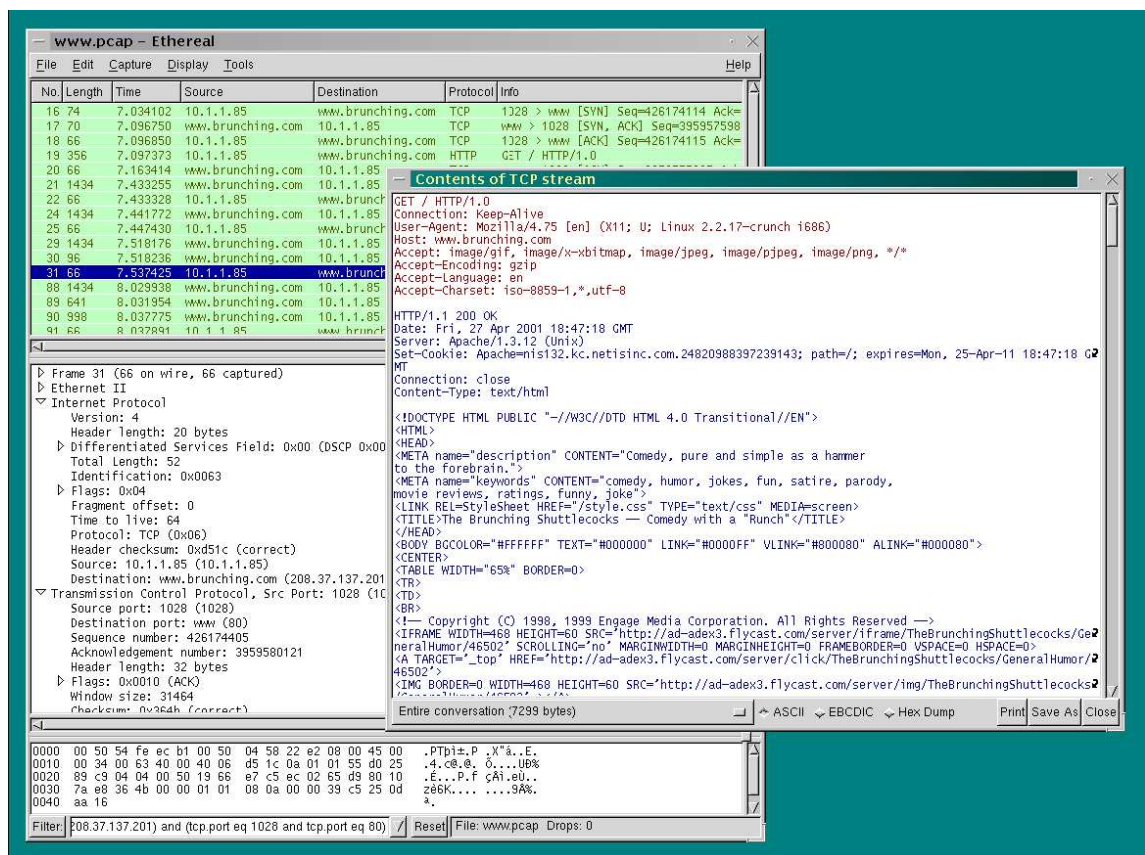 www.pcap - Ethereal
File Edit Capture Display Tools Help
No. Length Time Source Destination Protocol Info
16 74 7.034102 10.1.1.85 www.brunching.com TCP 1028 > www [SYN] Seq=426174114 Ack=
17 70 7.096750 www.brunching.com 10.1.1.85 TCP www > 1028 [SYN, ACK] Seq=395957598
18 66 7.096850 10.1.1.85 www.brunching.com TCP 1028 > www [ACK] Seq=426174115 Ack=
19 356 7.097373 10.1.1.85 www.brunching.com HTTP GET / HTTP/1.0
20 66 7.163414 www.brunching.com 10.1.1.85
21 1434 7.433255 www.brunching.com 10.1.1.85
22 66 7.433328 10.1.1.85 www.brunch
24 1434 7.441772 www.brunching.com 10.1.1.85
25 66 7.447430 10.1.1.85 www.brunch
29 1434 7.518176 www.brunching.com 10.1.1.85
30 96 7.518236 www.brunching.com 10.1.1.85
31 66 7.537425 10.1.1.85 www.brunch
88 1434 8.029938 www.brunching.com 10.1.1.85
89 641 8.031954 www.brunching.com 10.1.1.85
90 998 8.037775 www.brunching.com 10.1.1.85
91 66 8.037891 10.1.1.85 www.brunch
Frame 31 (66 on wire, 66 captured)
Ethernet II
Internet Protocol
Version: 4
Header length: 20 bytes
Differentiated Services Field: 0x00 (DSCP 0x00
Total Length: 52
Identification: 0x0063
Flags: 0x04
Fragment offset: 0
Time to live: 64
Protocol: TCP (0x06)
Header checksum: 0xd51c (correct)
Source: 10.1.1.85 (10.1.1.85)
Destination: www.brunching.com (208.37.137.201
Transmission Control Protocol, Src Port: 1028 (10
Source port: 1028 (1028)
Destination port: www (80)
Sequence number: 426174405
Acknowledgement number: 3959580121
Header length: 32 bytes
Flags: 0x0010 (ACK)
Window size: 31464
Checksum: 0x364b (correct)
0000 00 50 54 fe ec b1 00 50 04 58 22 e2 08 00 45 00 .PTþì±.P .X"â..E.
0010 00 34 00 63 40 00 40 06 d5 1c 0a 01 01 55 d0 25 .4.c@.@. Õ....UÐ%
0020 89 c9 04 04 00 50 19 66 e7 c5 ec 02 65 d9 80 10 .É...P.f çÅì.eÙ..
0030 7a e8 36 4b 00 00 01 01 08 0a 00 00 39 c5 25 0d zè6K.... ....9Å%.
0040 aa 16 ª.
Filter: 208.37.137.201) and (tcp.port eq 1028 and tcp.port eq 80) Reset File: www.pcap Drops: 0
Contents of TCP stream
GET / HTTP/1.0
Connection: Keep-Alive
User-Agent: Mozilla/4.75 [en] (X11; U; Linux 2.2.17-crunch i686)
Host: www.brunching.com
Accept: image/gif, image/x-xbitmap, image/jpeg, image/pjpeg, image/png, */*
Accept-Encoding: gzip
Accept-Language: en
Accept-Charset: iso-8859-1,*,utf-8
HTTP/1.1 200 OK
Date: Fri, 27 Apr 2001 18:47:18 GMT
Server: Apache/1.3.12 (Unix)
Set-Cookie: Apache=nis132.kc.netisinc.com.24820988397239143; path=/; expires=Mon, 25-Apr-11 18:47:18 G
MT
Connection: close
Content-Type: text/html
<!DOCTYPE HTML PUBLIC "-//W3C//DTD HTML 4.0 Transitional//EN">
<HTML>
<HEAD>
<META name="description" CONTENT="Comedy, pure and simple as a hammer
to the forebrain.">
<META name="keywords" CONTENT="comedy, humor, jokes, fun, satire, parody,
movie reviews, ratings, funny, joke">
<LINK REL=StyleSheet HREF="/style.css" TYPE="text/css" MEDIA=screen>
<TITLE>The Brunching Shuttlecocks -- Comedy with a "Runch"</TITLE>
</HEAD>
<BODY BGCOLOR="#FFFFFF" TEXT="#000000" LINK="#0000FF" VLINK="#800080" ALINK="#000080">
<CENTER>
<TABLE WIDTH="65%" BORDER=0>
<TR>
<TD>
<BR>
<!-- Copyright (C) 1998, 1999 Engage Media Corporation. All Rights Reserved -->
<IFRAME WIDTH=468 HEIGHT=60 SRC='http://ad-adex3.flycast.com/server/iframe/TheBrunchingShuttlecocks/Ge
neralHumor/46502' SCROLLING='no' MARGINWIDTH=0 MARGINHEIGHT=0 FRAMEBORDER=0 VSPACE=0 HSPACE=0>
<A TARGET='_top' HREF='http://ad-adex3.flycast.com/server/click/TheBrunchingShuttlecocks/GeneralHumor/
46502'>
<IMG BORDER=0 WIDTH=468 HEIGHT=60 SRC='http://ad-adex3.flycast.com/server/img/TheBrunchingShuttlecocks
Entire conversation (7299 bytes) ASCII EBCDIC Hex Dump Print Save As Close